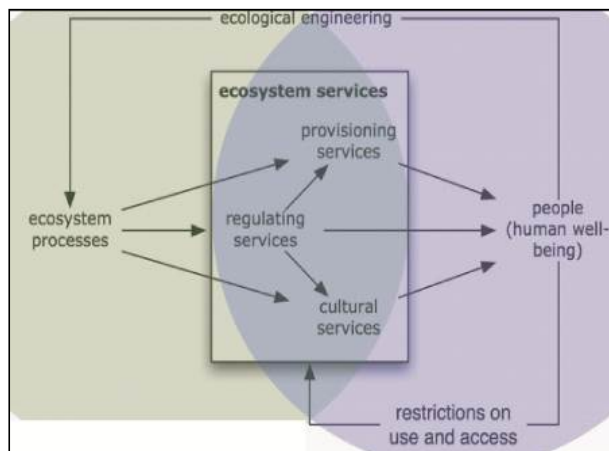 ecological engineering
ecosystem services
provisioning
services
ecosystem
processes
regulating
services
people
(human well-
being)
cultural
services
restrictions on
use and access